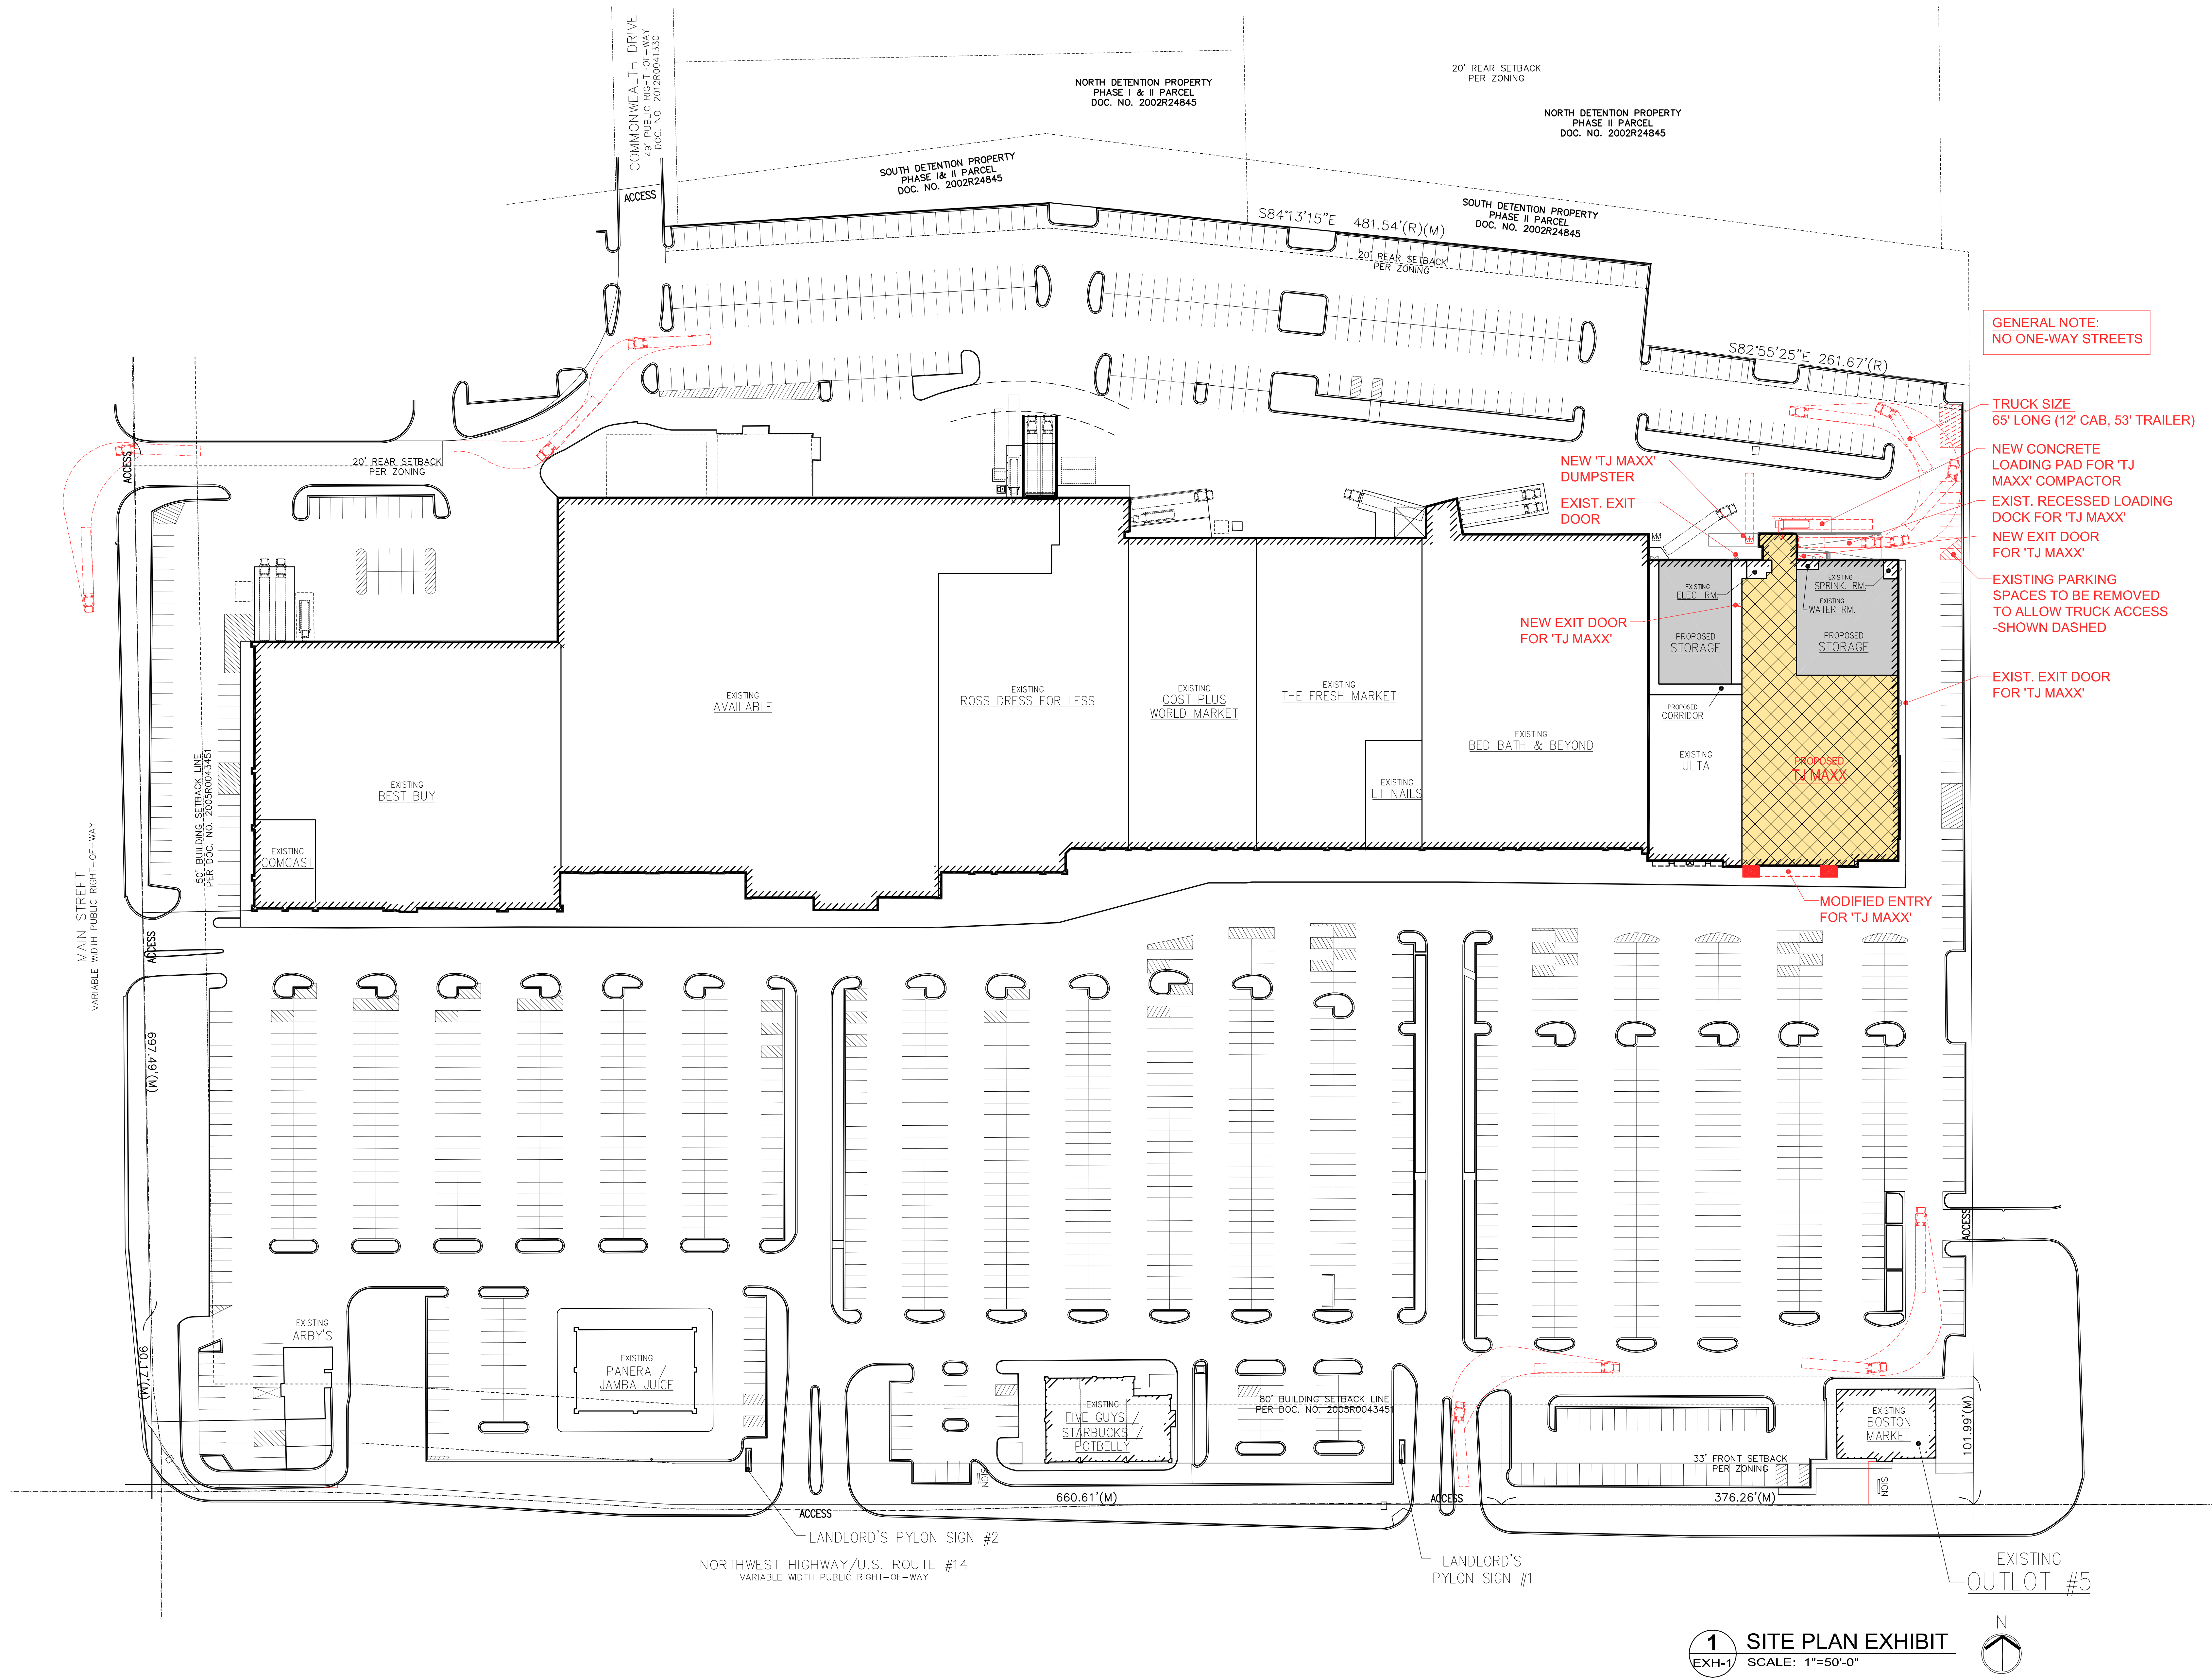 COMMONWEALTH DRIVE
49' PUBLIC RIGHT-OF-WAY
DOC. NO. 2012R0041330
ACCESS
NORTH DETENTION PROPERTY
PHASE I & II PARCEL
DOC. NO. 2002R24845
20' REAR SETBACK
PER ZONING
NORTH DETENTION PROPERTY
PHASE II PARCEL
DOC. NO. 2002R24845
SOUTH DETENTION PROPERTY
PHASE I& II PARCEL
DOC. NO. 2002R24845
SOUTH DETENTION PROPERTY
PHASE II PARCEL
DOC. NO. 2002R24845
S84°13'15"E 481.54'(R)(M)
20' REAR SETBACK
PER ZONING
S82°55'25"E 261.67'(R)
GENERAL NOTE:
NO ONE-WAY STREETS
TRUCK SIZE
65' LONG (12' CAB, 53' TRAILER)
NEW CONCRETE
LOADING PAD FOR 'TJ
MAXX' COMPACTOR
EXIST. RECESSED LOADING
DOCK FOR 'TJ MAXX'
NEW EXIT DOOR
FOR 'TJ MAXX'
EXISTING PARKING
SPACES TO BE REMOVED
TO ALLOW TRUCK ACCESS
-SHOWN DASHED
EXIST. EXIT DOOR
FOR 'TJ MAXX'
NEW 'TJ MAXX'
DUMPSTER
EXIST. EXIT
DOOR
NEW EXIT DOOR
FOR 'TJ MAXX'
ACCESS
20' REAR SETBACK
PER ZONING
EXISTING
ELEC. RM.
EXISTING
SPRINK. RM.
EXISTING
WATER RM.
PROPOSED
STORAGE
PROPOSED
STORAGE
PROPOSED
CORRIDOR
EXISTING
ULTA
PROPOSED
TJ MAXX
MODIFIED ENTRY
FOR 'TJ MAXX'
EXISTING
BED BATH & BEYOND
EXISTING
THE FRESH MARKET
EXISTING
LT NAILS
EXISTING
COST PLUS
WORLD MARKET
EXISTING
ROSS DRESS FOR LESS
EXISTING
AVAILABLE
EXISTING
BEST BUY
EXISTING
COMCAST
50' BUILDING SETBACK LINE
PER DOC. NO. 2005R0043451
MAIN STREET
VARIABLE WIDTH PUBLIC RIGHT-OF-WAY
ACCESS
697.49'(M)
90.17'(M)
EXISTING
ARBY'S
EXISTING
PANERA /
JAMBA JUICE
EXISTING
FIVE GUYS /
STARBUCKS /
POTBELLY
80' BUILDING SETBACK LINE
PER DOC. NO. 2005R0043451
SIGN
660.61'(M)
ACCESS
ACCESS
ACCESS
33' FRONT SETBACK
PER ZONING
EXISTING
BOSTON
MARKET
SIGN
101.99'(M)
376.26'(M)
LANDLORD'S PYLON SIGN #2
NORTHWEST HIGHWAY/U.S. ROUTE #14
VARIABLE WIDTH PUBLIC RIGHT-OF-WAY
LANDLORD'S
PYLON SIGN #1
EXISTING
OUTLOT #5
1
EXH-1
SITE PLAN EXHIBIT
SCALE: 1"=50'-0"
N